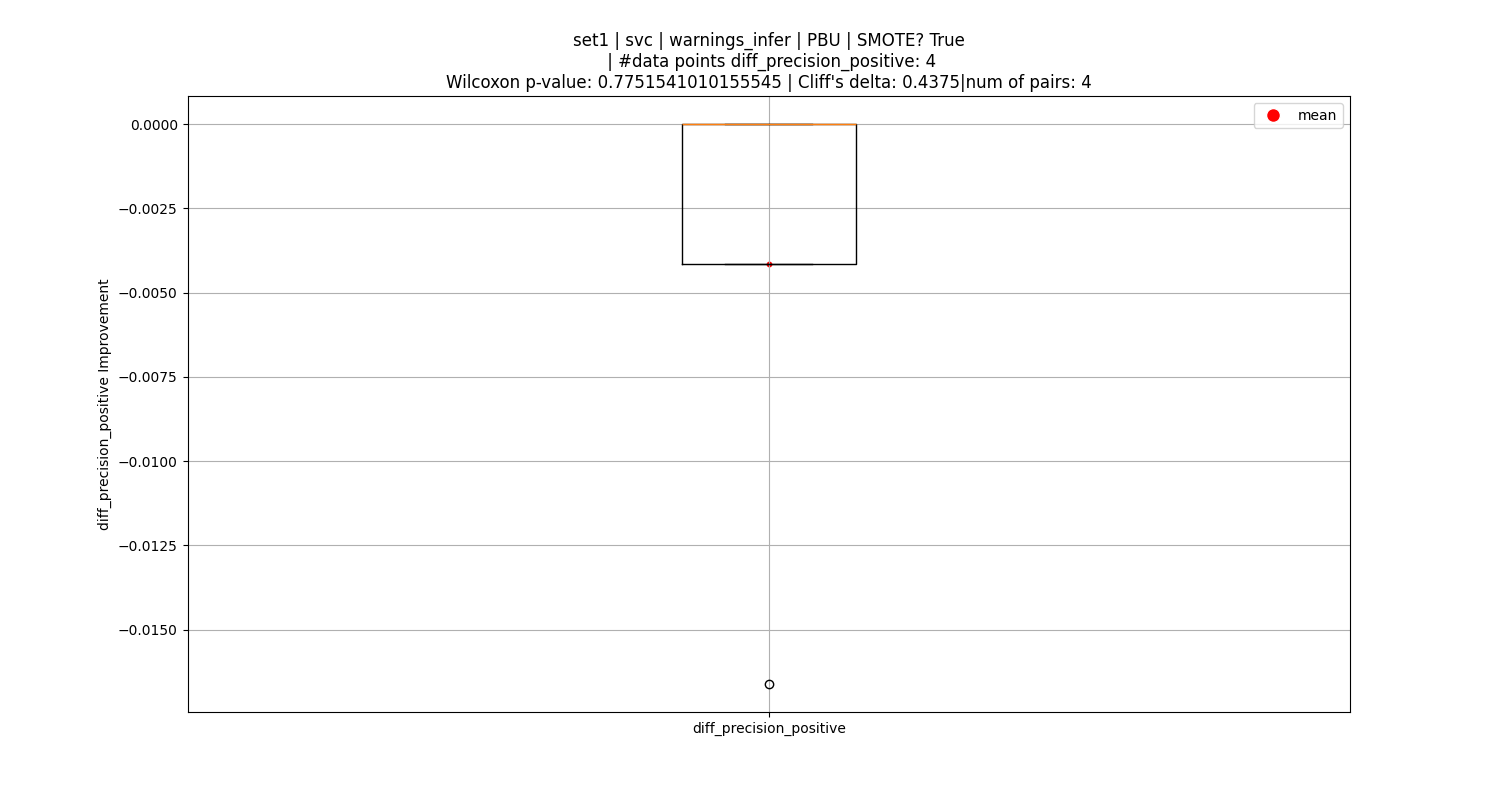 set1 | svc | warnings_infer | PBU | SMOTE? True
| #data points diff_precision_positive: 4
Wilcoxon p-value: 0.7751541010155545 | Cliff's delta: 0.4375|num of pairs: 4
mean
0.0000
−0.0025
−0.0050
−0.0075
−0.0100
−0.0125
−0.0150
diff_precision_positive Improvement
diff_precision_positive